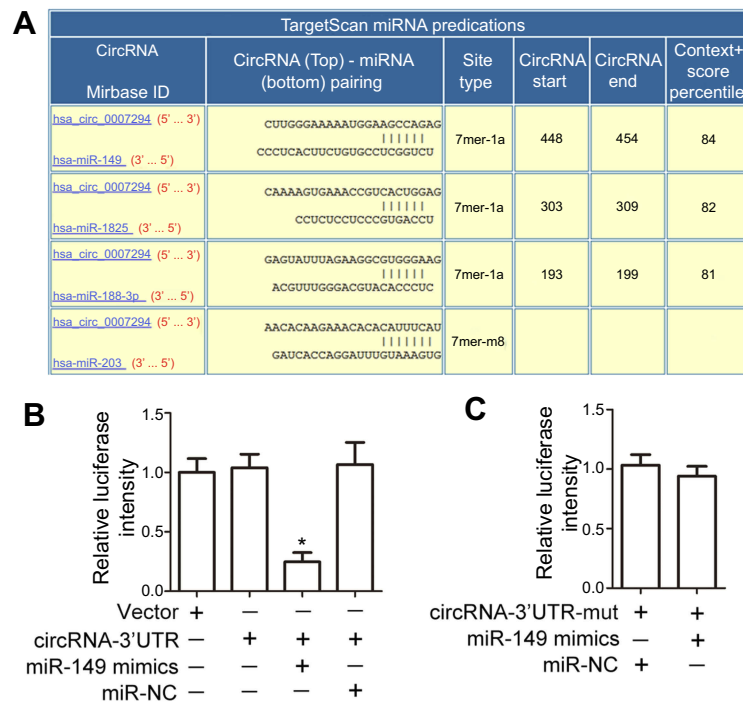 A
TargetScan miRNA predications
CircRNA
Mirbase ID
CircRNA (Top) - miRNA
(bottom) pairing
Site
type
CircRNA
start
CircRNA
end
Context+
score
percentile
hsa_circ_0007294 (5' ... 3')
CUUGGGAAAAAUGGAAGCCAGAG
hsa-miR-149 (3' ... 5')
CCCUCACUUCUGUGCCUCGGUCU
7mer-1a
448
454
84
hsa_circ_0007294 (5' ... 3')
CAAAAGUGAAACCGUCACUGGAG
hsa-miR-1825 (3' ... 5')
CCUCUCCUCCCGUGACCU
7mer-1a
303
309
82
hsa_circ_0007294 (5' ... 3')
GAGUAUUUAGAAGGCGUGGGAAG
hsa-miR-188-3p (3' ... 5')
ACGUUUGGGACGUACACCCUC
7mer-1a
193
199
81
hsa_circ_0007294 (5' ... 3')
AACACAAGAAACACACAUUUCAU
hsa-miR-203 (3' ... 5')
GAUCACCAGGAUUUGUAAAGUG
7mer-m8
B
Relative luciferase
intensity
1.5
1.0
0.5
0.0
*
Vector + – – –
circRNA-3'UTR – + + +
miR-149 mimics – – + –
miR-NC – – – +
C
Relative luciferase
intensity
1.5
1.0
0.5
0.0
circRNA-3'UTR-mut + +
miR-149 mimics – +
miR-NC + –